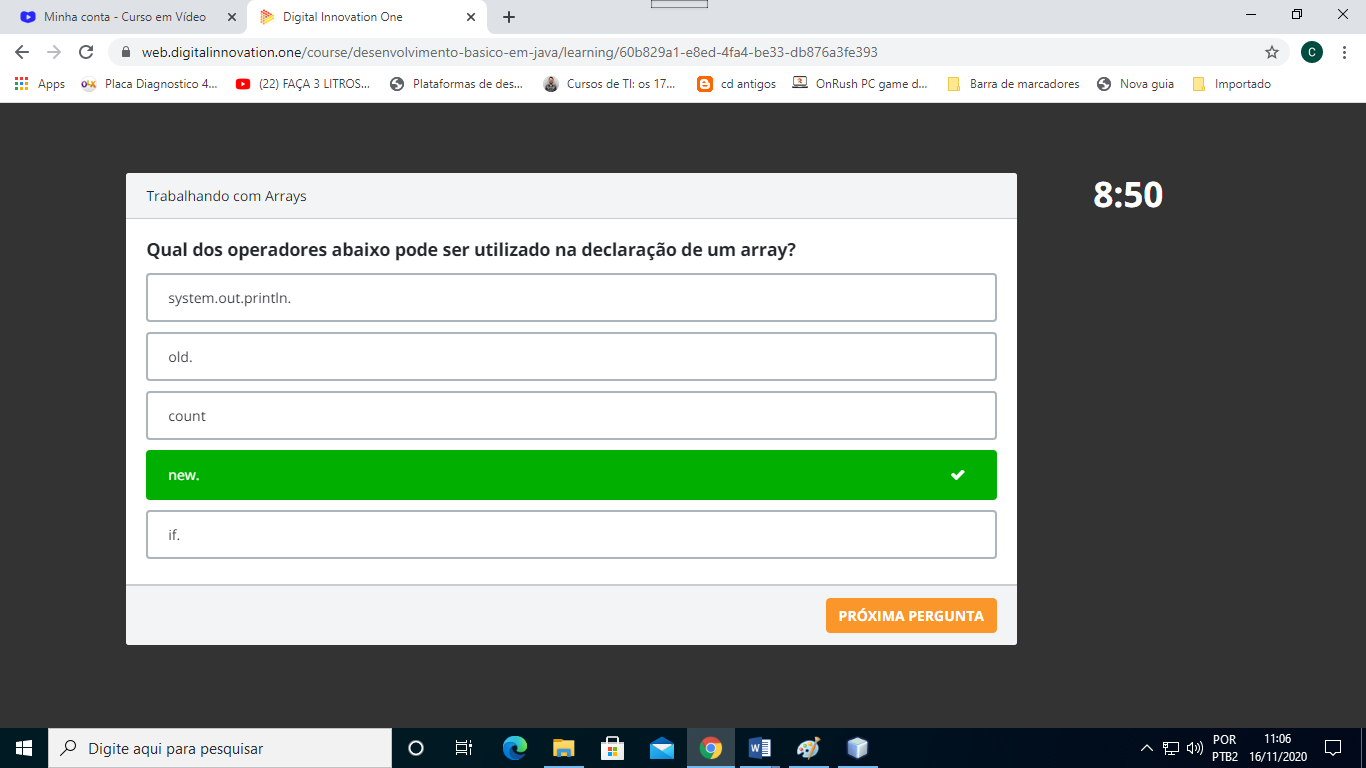 Minha conta - Curso em Vídeo
Digital Innovation One
web.digitalinnovation.one/course/desenvolvimento-basico-em-java/learning/60b829a1-e8ed-4fa4-be33-db876a3fe393
C
Apps
OLX
Placa Diagnostico 4...
(22) FAÇA 3 LITROS...
Plataformas de des...
Cursos de TI: os 17...
cd antigos
OnRush PC game d...
Barra de marcadores
Nova guia
Importado
Trabalhando com Arrays
8:50
Qual dos operadores abaixo pode ser utilizado na declaração de um array?
system.out.println.
old.
count
new.
if.
PRÓXIMA PERGUNTA
Digite aqui para pesquisar
POR
PTB2
11:06
16/11/2020